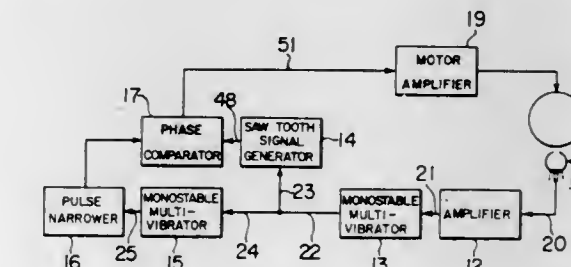 19
51
MOTOR
AMPLIFIER
17
48
PHASE
COMPARATOR
SAW TOOTH
SIGNAL
GENERATOR
14
23
21
PULSE
NARROWER
MONOSTABLE
MULTI-
VIBRATOR
MONOSTABLE
MULTI-
VIBRATOR
AMPLIFIER
16
25
15
24
22
13
12
20